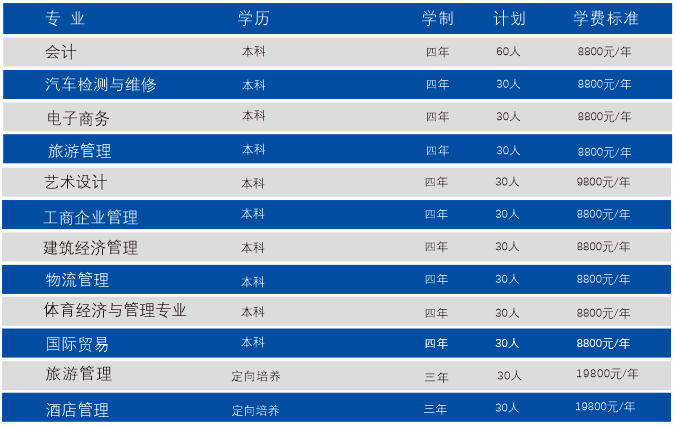 专 业 学历 学制 计划 学费标准
会计 本科 四年 60人 8800元/年
汽车检测与维修 本科 四年 30人 8800元/年
电子商务 本科 四年 30人 8800元/年
旅游管理 本科 四年 30人 8800元/年
艺术设计 本科 四年 30人 9800元/年
工商企业管理 本科 四年 30人 8800元/年
建筑经济管理 本科 四年 30人 8800元/年
物流管理 本科 四年 30人 8800元/年
体育经济与管理专业 本科 四年 30人 8800元/年
国际贸易 本科 四年 30人 8800元/年
旅游管理 定向培养 三年 30人 19800元/年
酒店管理 定向培养 三年 30人 19800元/年